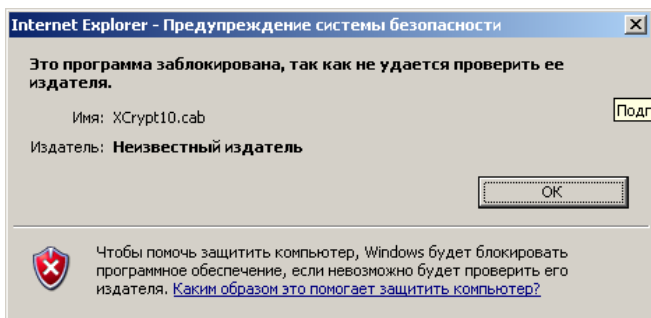 Internet Explorer - Предупреждение системы безопасности
Это программа заблокирована, так как не удается проверить ее
издателя.
Имя: XCrypt10.cab
Подп
Издатель: Неизвестный издатель
OK
Чтобы помочь защитить компьютер, Windows будет блокировать
программное обеспечение, если невозможно будет проверить его
издателя. Каким образом это помогает защитить компьютер?